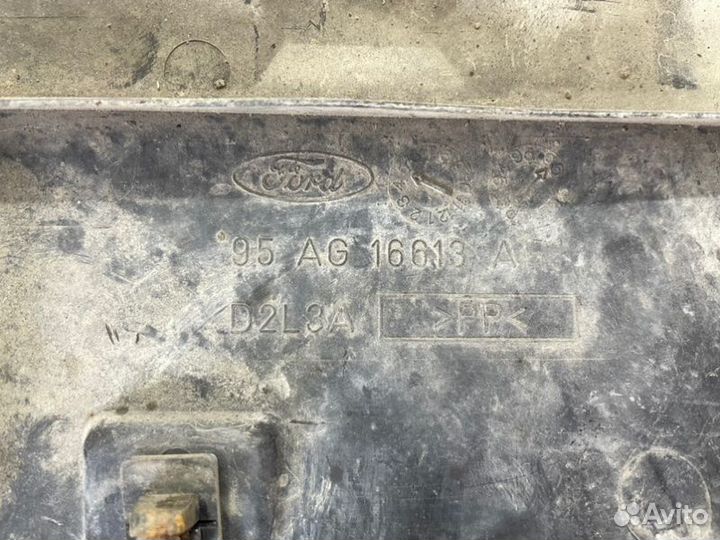 Ford
95 AG 16613 A
D2L3A >PP<
Avito